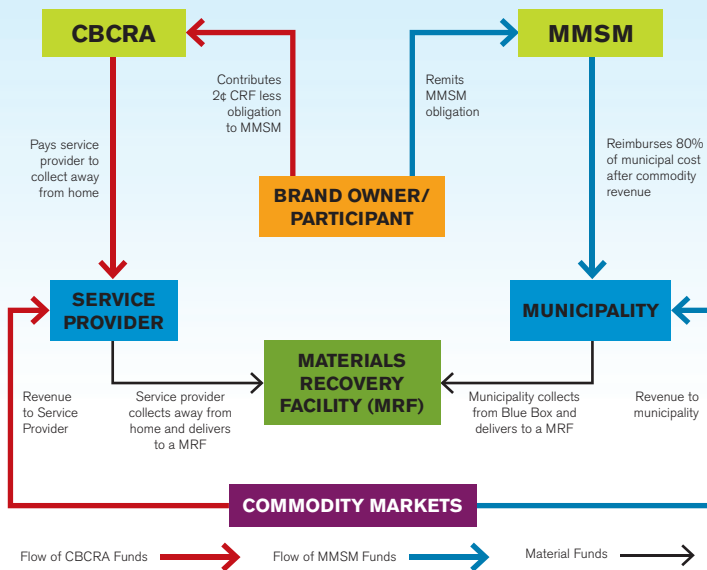 CBCRA
MMSM
Contributes
2¢ CRF less
obligation
to MMSM
Remits
MMSM
obligation
Pays service
provider to
collect away
from home
Reimburses 80%
of municipal cost
after commodity
revenue
BRAND OWNER/
PARTICIPANT
SERVICE
PROVIDER
MUNICIPALITY
MATERIALS
RECOVERY
FACILITY (MRF)
Revenue
to Service
Provider
Service provider
collects away from
home and delivers
to a MRF
Municipality collects
from Blue Box and
delivers to a MRF
Revenue to
municipality
COMMODITY MARKETS
Flow of CBCRA Funds
Flow of MMSM Funds
Material Funds